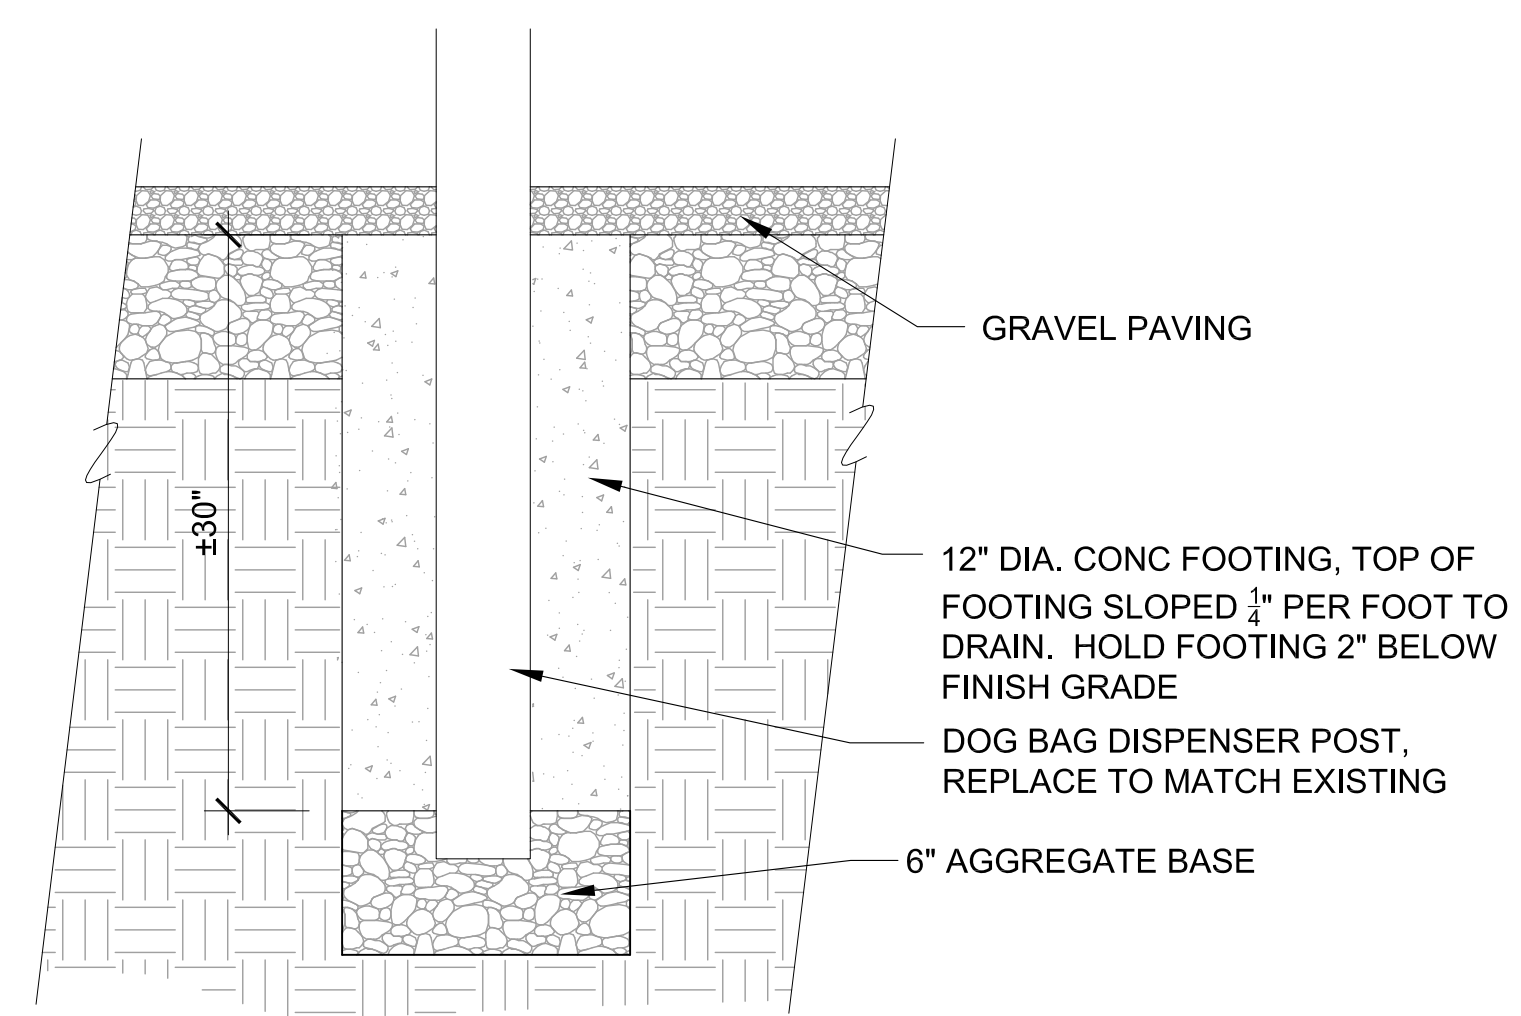 GRAVEL PAVING
±30"
12" DIA. CONC FOOTING, TOP OF
FOOTING SLOPED 1/4" PER FOOT TO
DRAIN. HOLD FOOTING 2" BELOW
FINISH GRADE
DOG BAG DISPENSER POST,
REPLACE TO MATCH EXISTING
6" AGGREGATE BASE